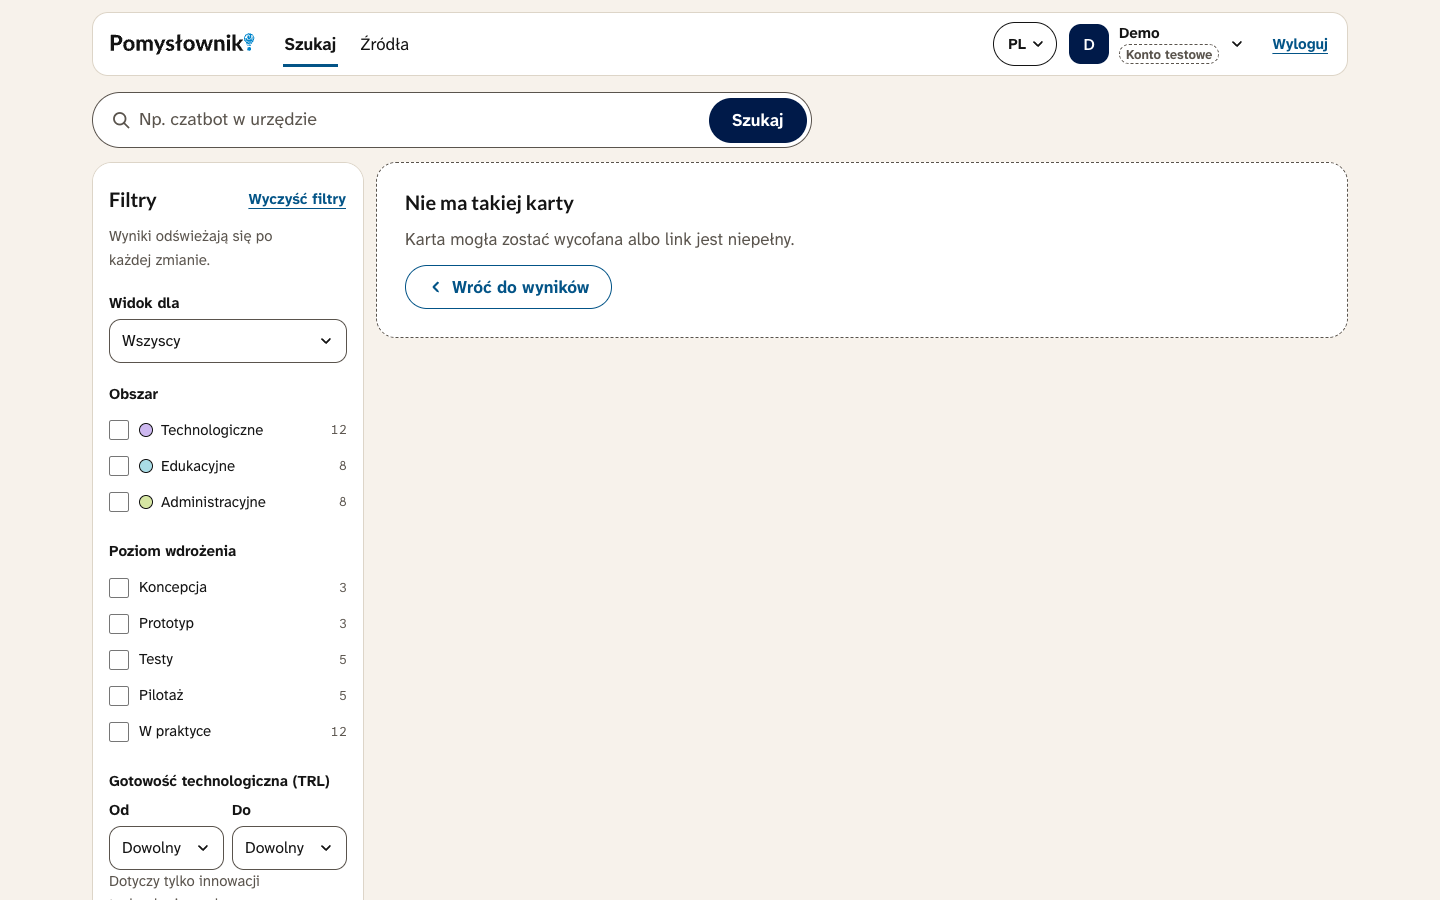 Pomysłownik
Szukaj
Źródła
PL
D
Demo
Konto testowe
Wyloguj
Np. czatbot w urzędzie
Szukaj
Filtry
Wyczyść filtry
Wyniki odświeżają się po
każdej zmianie.
Widok dla
Wszyscy
Obszar
Technologiczne 12
Edukacyjne 8
Administracyjne 8
Poziom wdrożenia
Koncepcja 3
Prototyp 3
Testy 5
Pilotaż 5
W praktyce 12
Gotowość technologiczna (TRL)
Od Do
Dowolny Dowolny
Dotyczy tylko innowacji
Nie ma takiej karty
Karta mogła zostać wycofana albo link jest niepełny.
Wróć do wyników